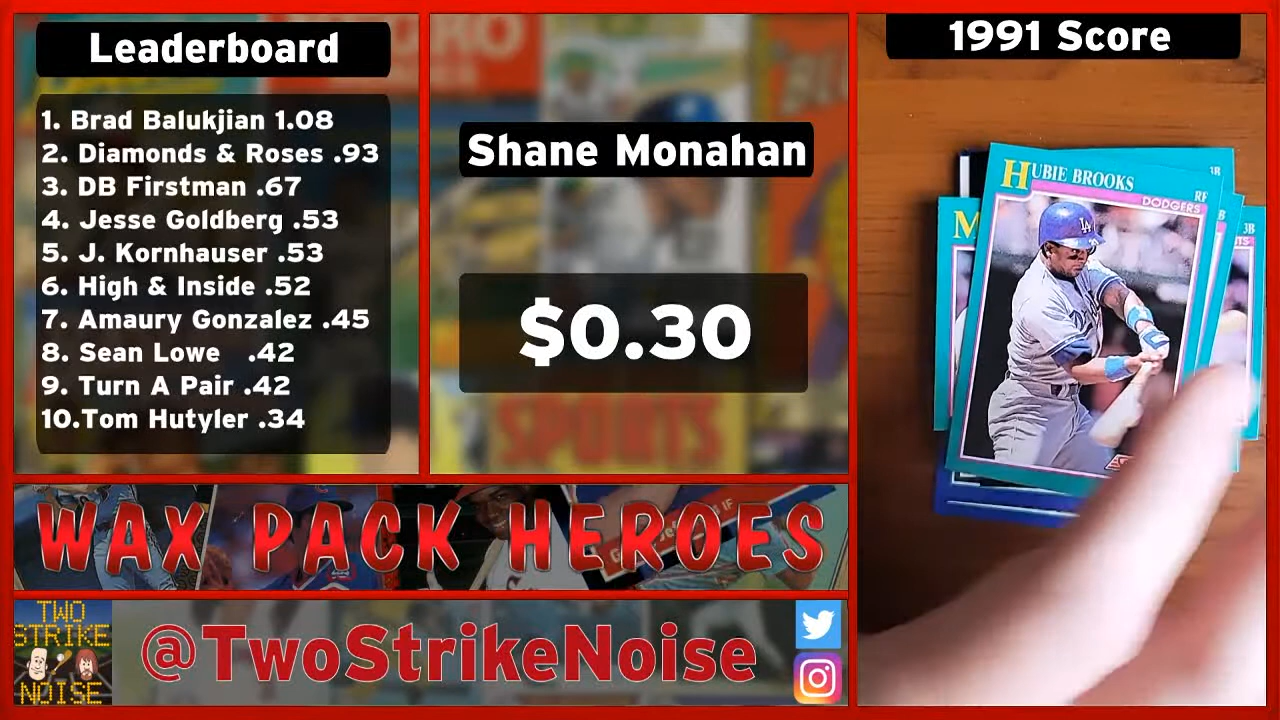 Leaderboard
1. Brad Balukjian 1.08
2. Diamonds & Roses .93
3. DB Firstman .67
4. Jesse Goldberg .53
5. J. Kornhauser .53
6. High & Inside .52
7. Amaury Gonzalez .45
8. Sean Lowe .42
9. Turn A Pair .42
10.Tom Hutyler .34
Shane Monahan
$0.30
1991 Score
HUBIE BROOKS
RF
DODGERS
LA
M
3B
WAX PACK HEROES
TWO
STRIKE
NOISE
@TwoStrikeNoise